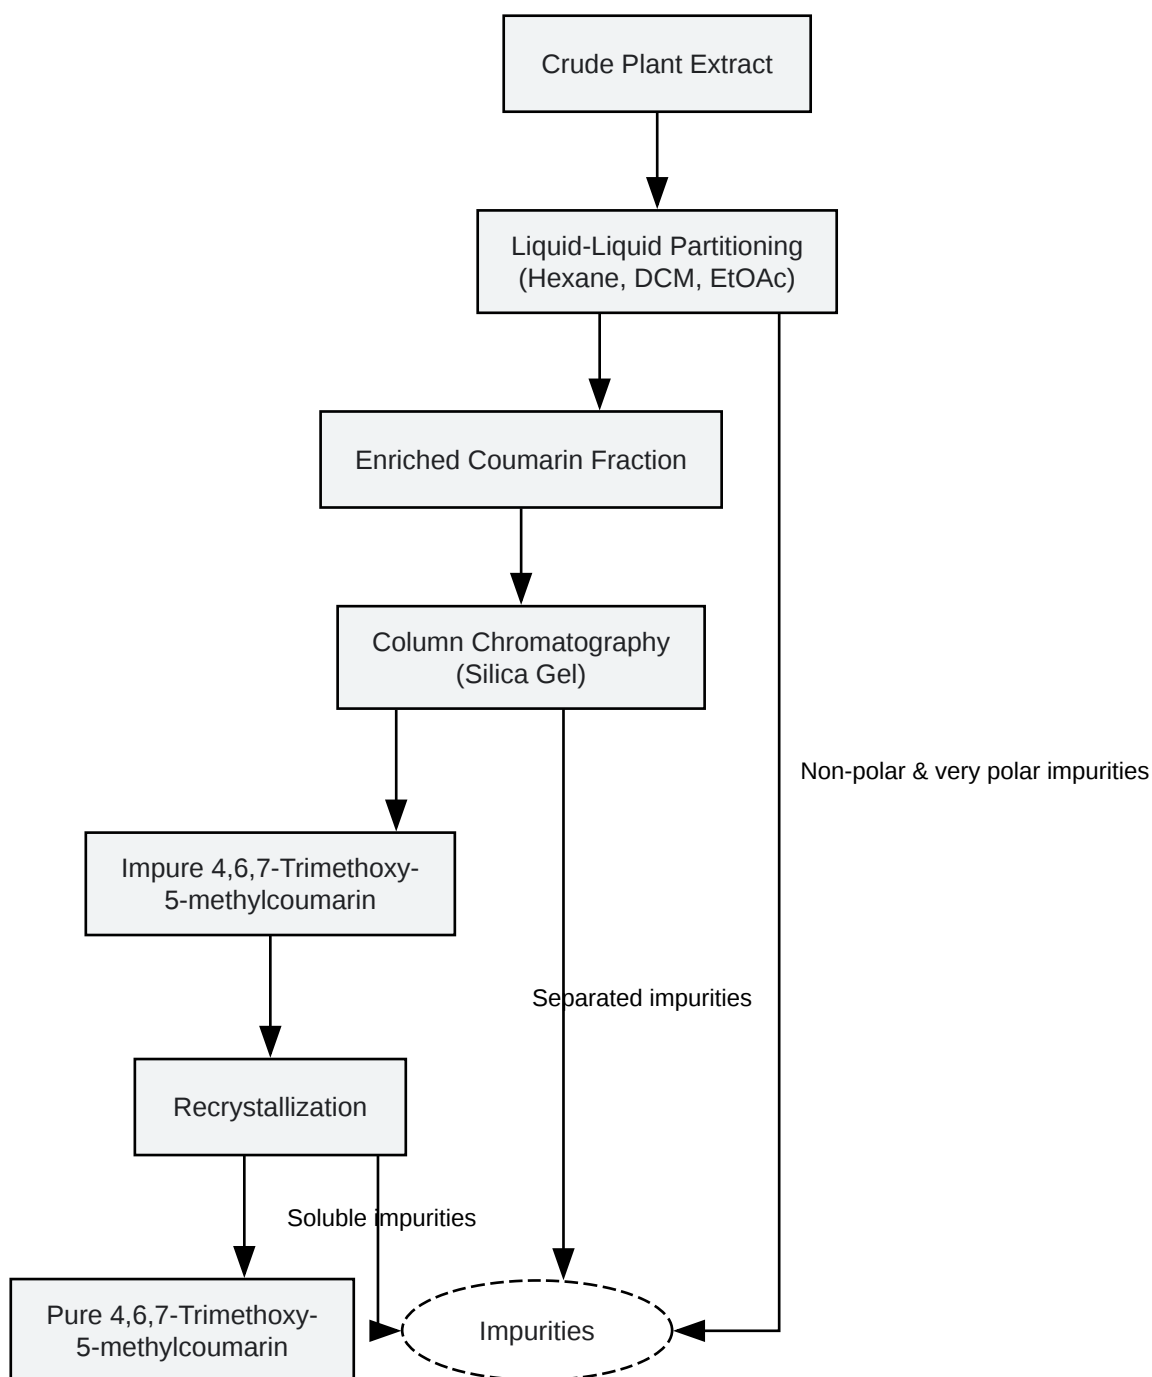 Crude Plant Extract
Liquid-Liquid Partitioning
(Hexane, DCM, EtOAc)
Enriched Coumarin Fraction
Column Chromatography
(Silica Gel)
Non-polar & very polar impurities
Impure 4,6,7-Trimethoxy-
5-methylcoumarin
Separated impurities
Recrystallization
Soluble impurities
Pure 4,6,7-Trimethoxy-
5-methylcoumarin
Impurities